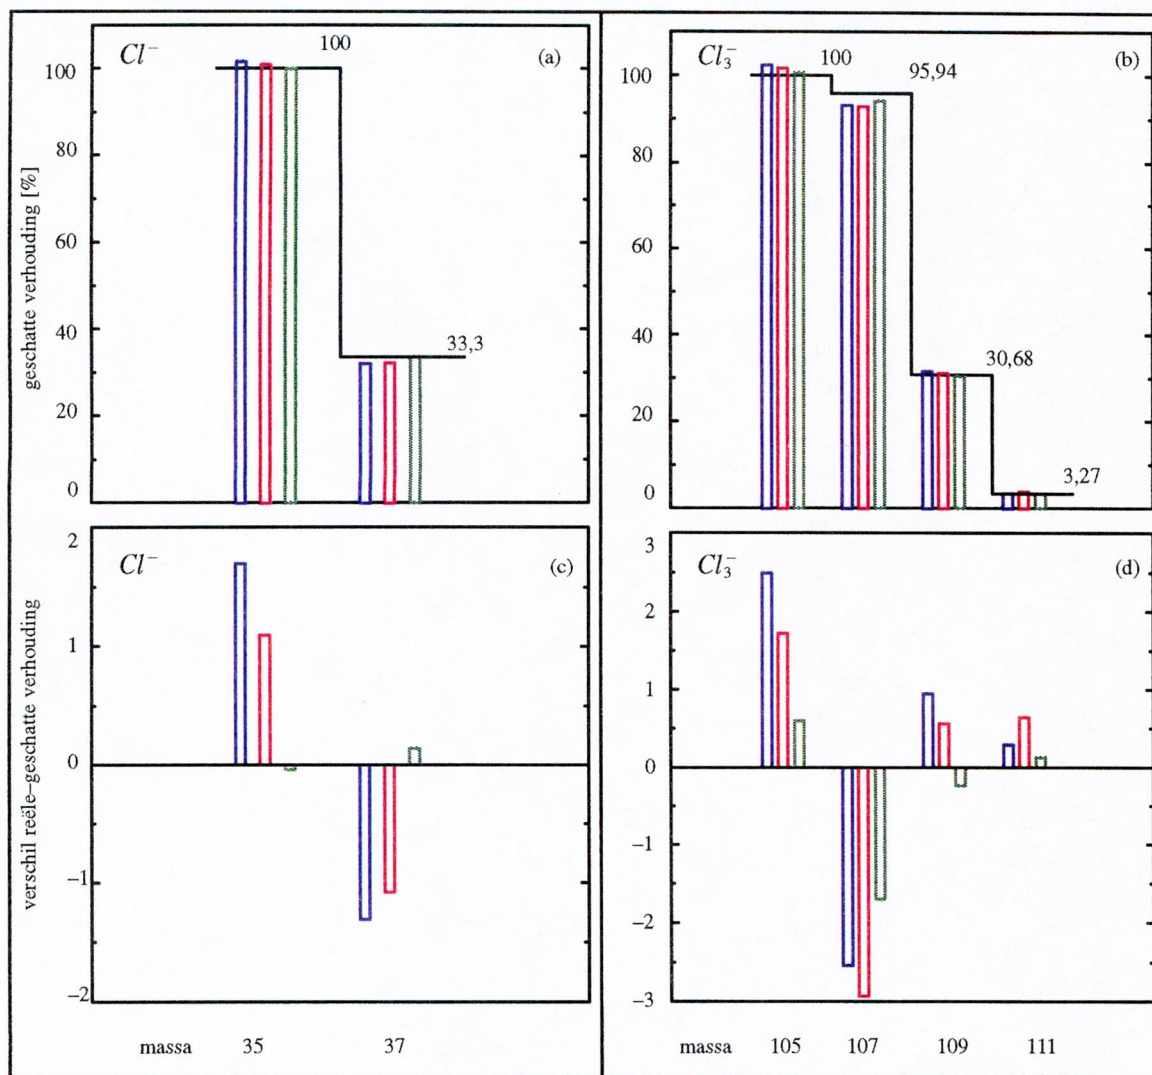 Cl⁻
100
(a)
33,3
100
80
60
40
20
0
geschatte verhouding [%]
Cl₃⁻
100
95,94
(b)
30,68
3,27
100
80
60
40
20
0
Cl⁻
(c)
2
1
0
−1
−2
verschil reële–geschatte verhouding
Cl₃⁻
(d)
3
2
1
0
−1
−2
−3
massa 35 37
massa 105 107 109 111